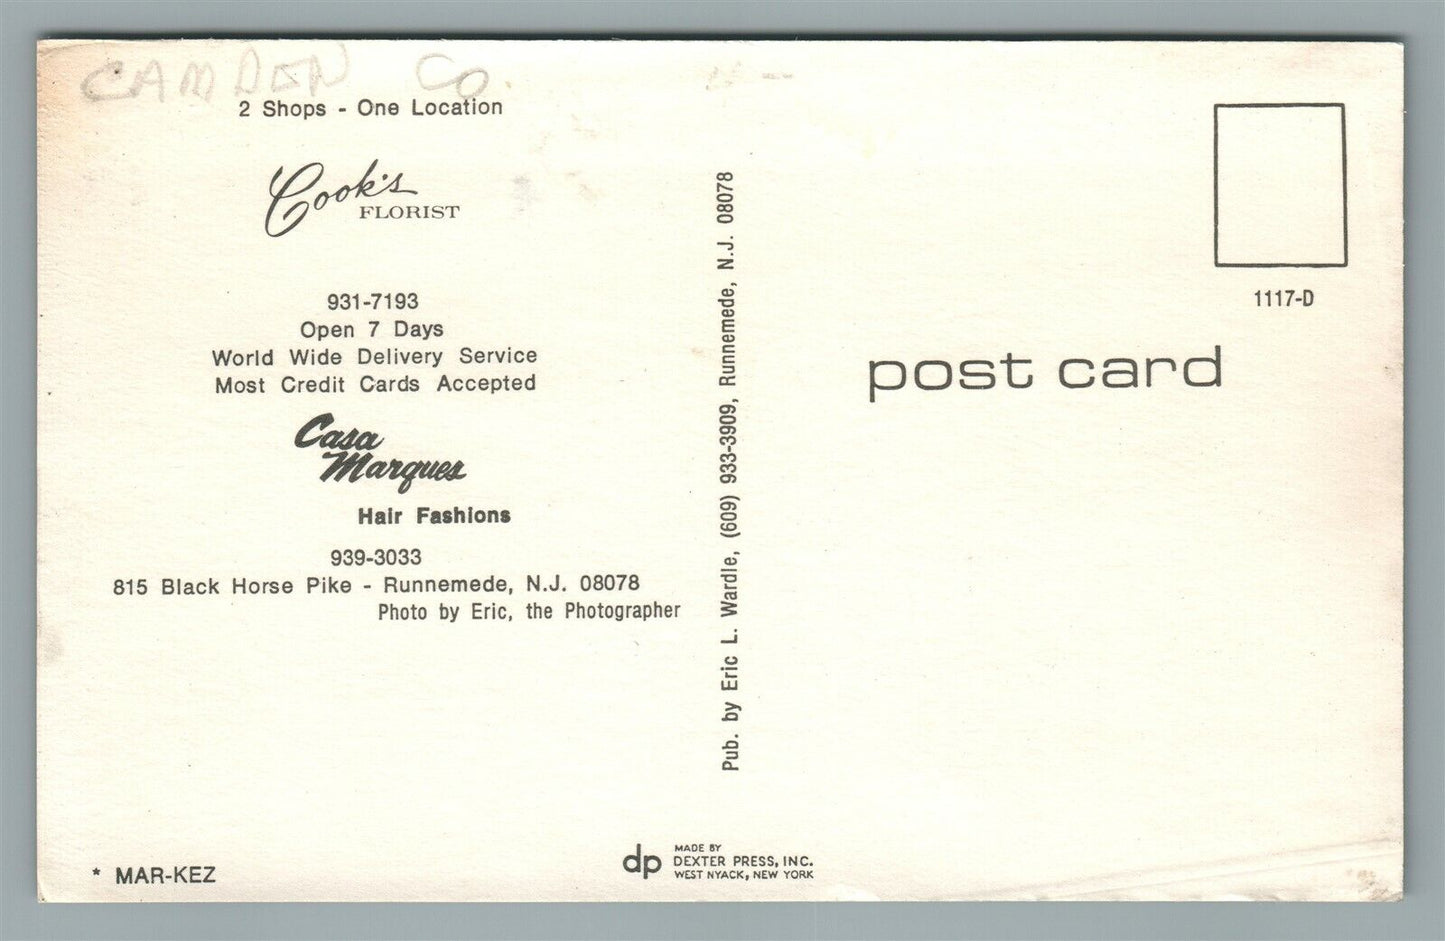 CAMDEN CO.
2 Shops - One Location
Cook's
FLORIST
931-7193
Open 7 Days
World Wide Delivery Service
Most Credit Cards Accepted
Casa
Marques
Hair Fashions
939-3033
815 Black Horse Pike - Runnemede, N.J. 08078
Photo by Eric, the Photographer
* MAR-KEZ
Pub. by Eric L. Wardle, (609) 933-3909, Runnemede, N.J. 08078
dp
MADE BY
DEXTER PRESS, INC.
WEST NYACK, NEW YORK
1117-D
post card